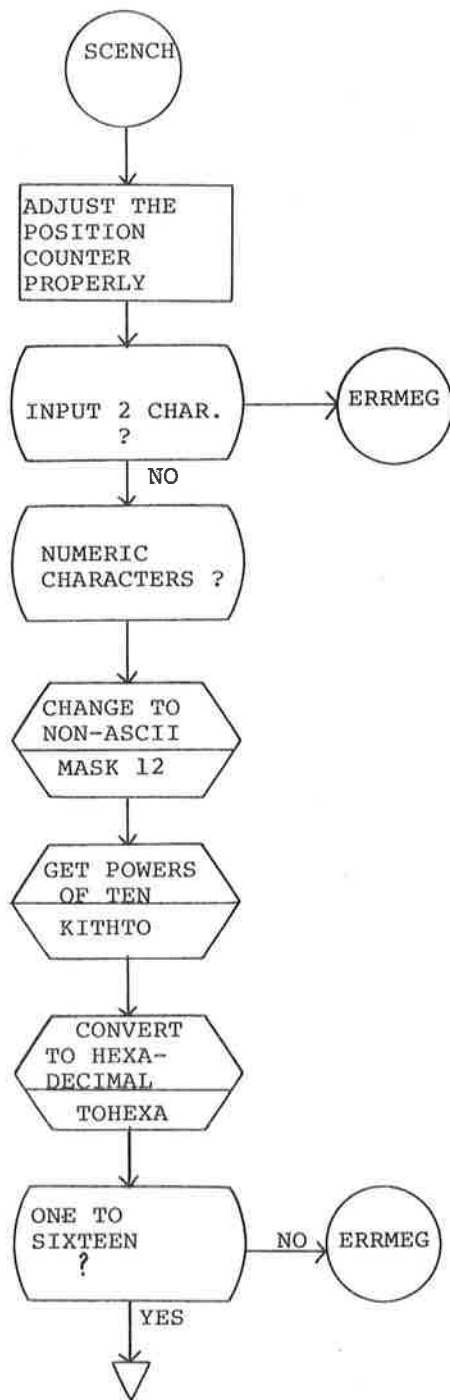 SCENCH
ADJUST THE
POSITION
COUNTER
PROPERLY
INPUT 2 CHAR.
?
ERRMEG
NO
NUMERIC
CHARACTERS ?
CHANGE TO
NON-ASCII
MASK 12
GET POWERS
OF TEN
KITHTO
CONVERT
TO HEXA-
DECIMAL
TOHEXA
ONE TO
SIXTEEN
?
NO
ERRMEG
YES